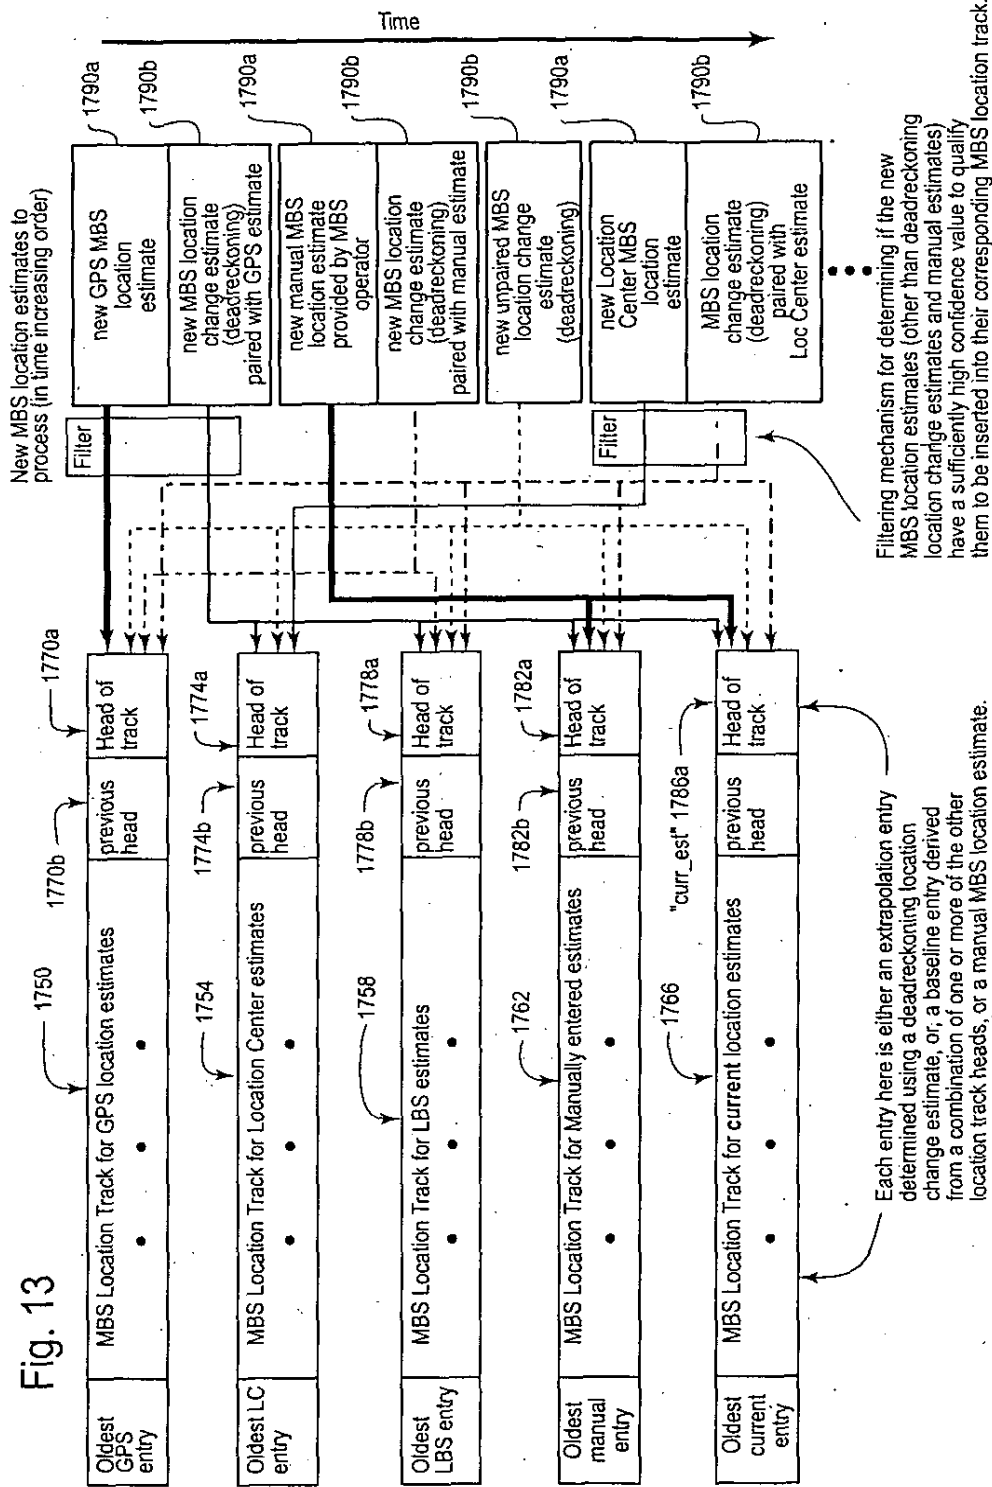 Fig. 13
Time
New MBS location estimates to
process (in time increasing order)
1790a
1790b
1790a
1790b
1790b
1790a
1790b
new GPS MBS
location
estimate
new MBS location
change estimate
(deadreckoning)
paired with GPS estimate
new manual MBS
location estimate
provided by MBS
operator
new MBS location
change estimate
(deadreckoning)
paired with manual estimate
new unpaired MBS
location change
estimate
(deadreckoning)
new Location
Center MBS
location
estimate
MBS location
change estimate
(deadreckoning)
paired with
Loc Center estimate
Filter
Filter
Filtering mechanism for determining if the new
MBS location estimates (other than deadreckoning
location change estimates and manual estimates)
have a sufficiently high confidence value to qualify
them to be inserted into their corresponding MBS location track.
1750
1770b
1770a
Oldest
GPS
entry
MBS Location Track for GPS location estimates
previous
head
Head of
track
1754
1774b
1774a
Oldest LC
entry
MBS Location Track for Location Center estimates
previous
head
Head of
track
1758
1778b
1778a
Oldest
LBS entry
MBS Location Track for LBS estimates
previous
head
Head of
track
1762
1782b
1782a
Oldest
manual
entry
MBS Location Track for Manually entered estimates
previous
head
Head of
track
1766
"curr_est" 1786a
Oldest
current
entry
MBS Location Track for current location estimates
previous
head
Head of
track
Each entry here is either an extrapolation entry
determined using a deadreckoning location
change estimate, or, a baseline entry derived
from a combination of one or more of the other
location track heads, or a manual MBS location estimate.